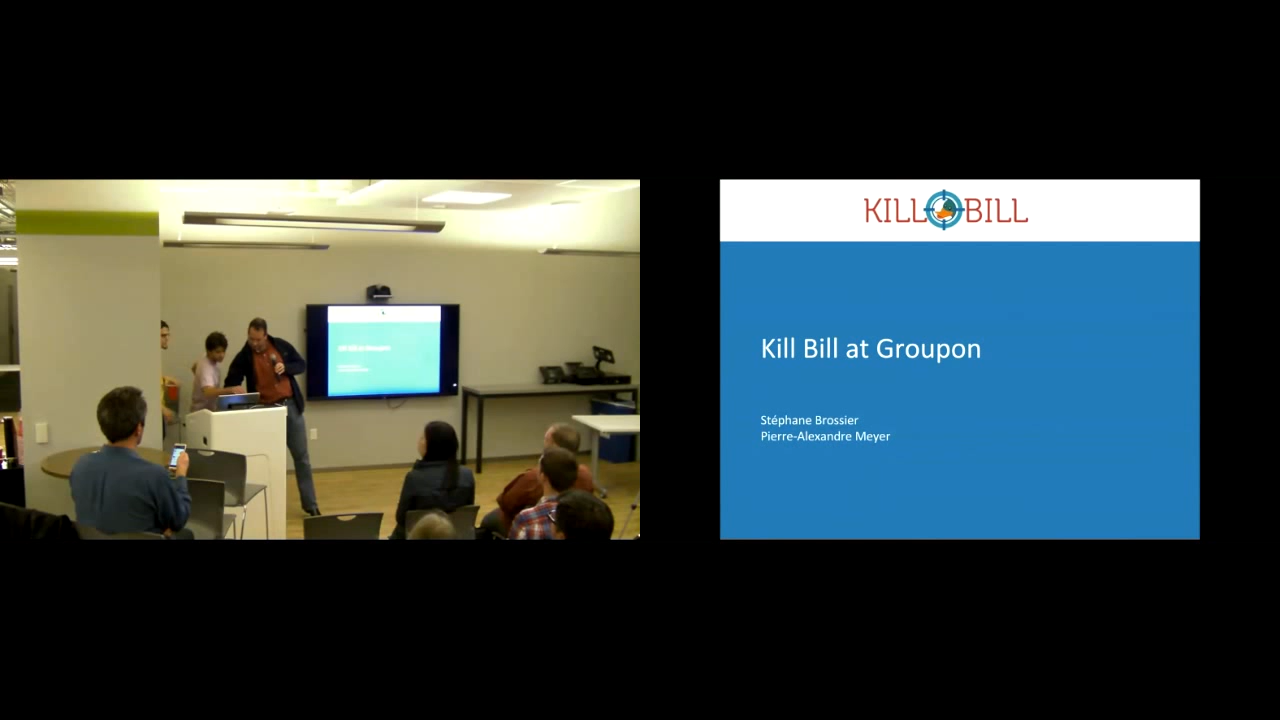 KILL BILL
Kill Bill at Groupon
Stéphane Brossier
Pierre-Alexandre Meyer